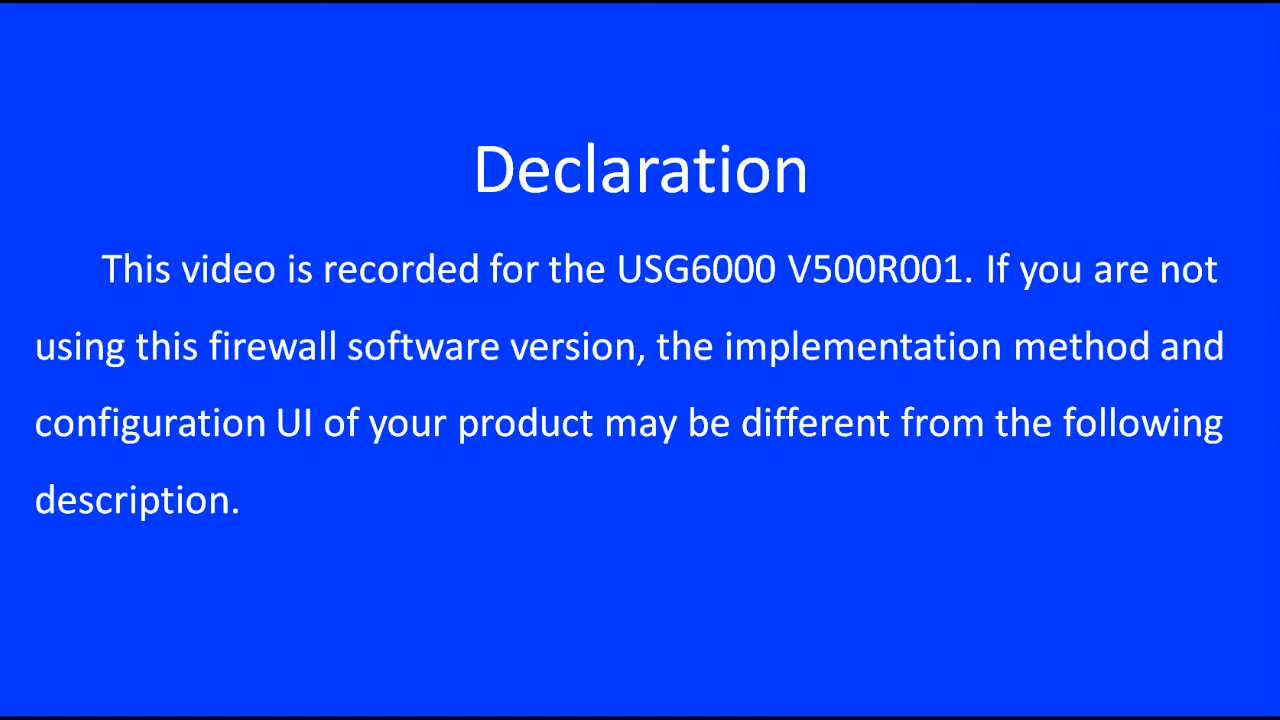 Declaration
This video is recorded for the USG6000 V500R001. If you are not
using this firewall software version, the implementation method and
configuration UI of your product may be different from the following
description.